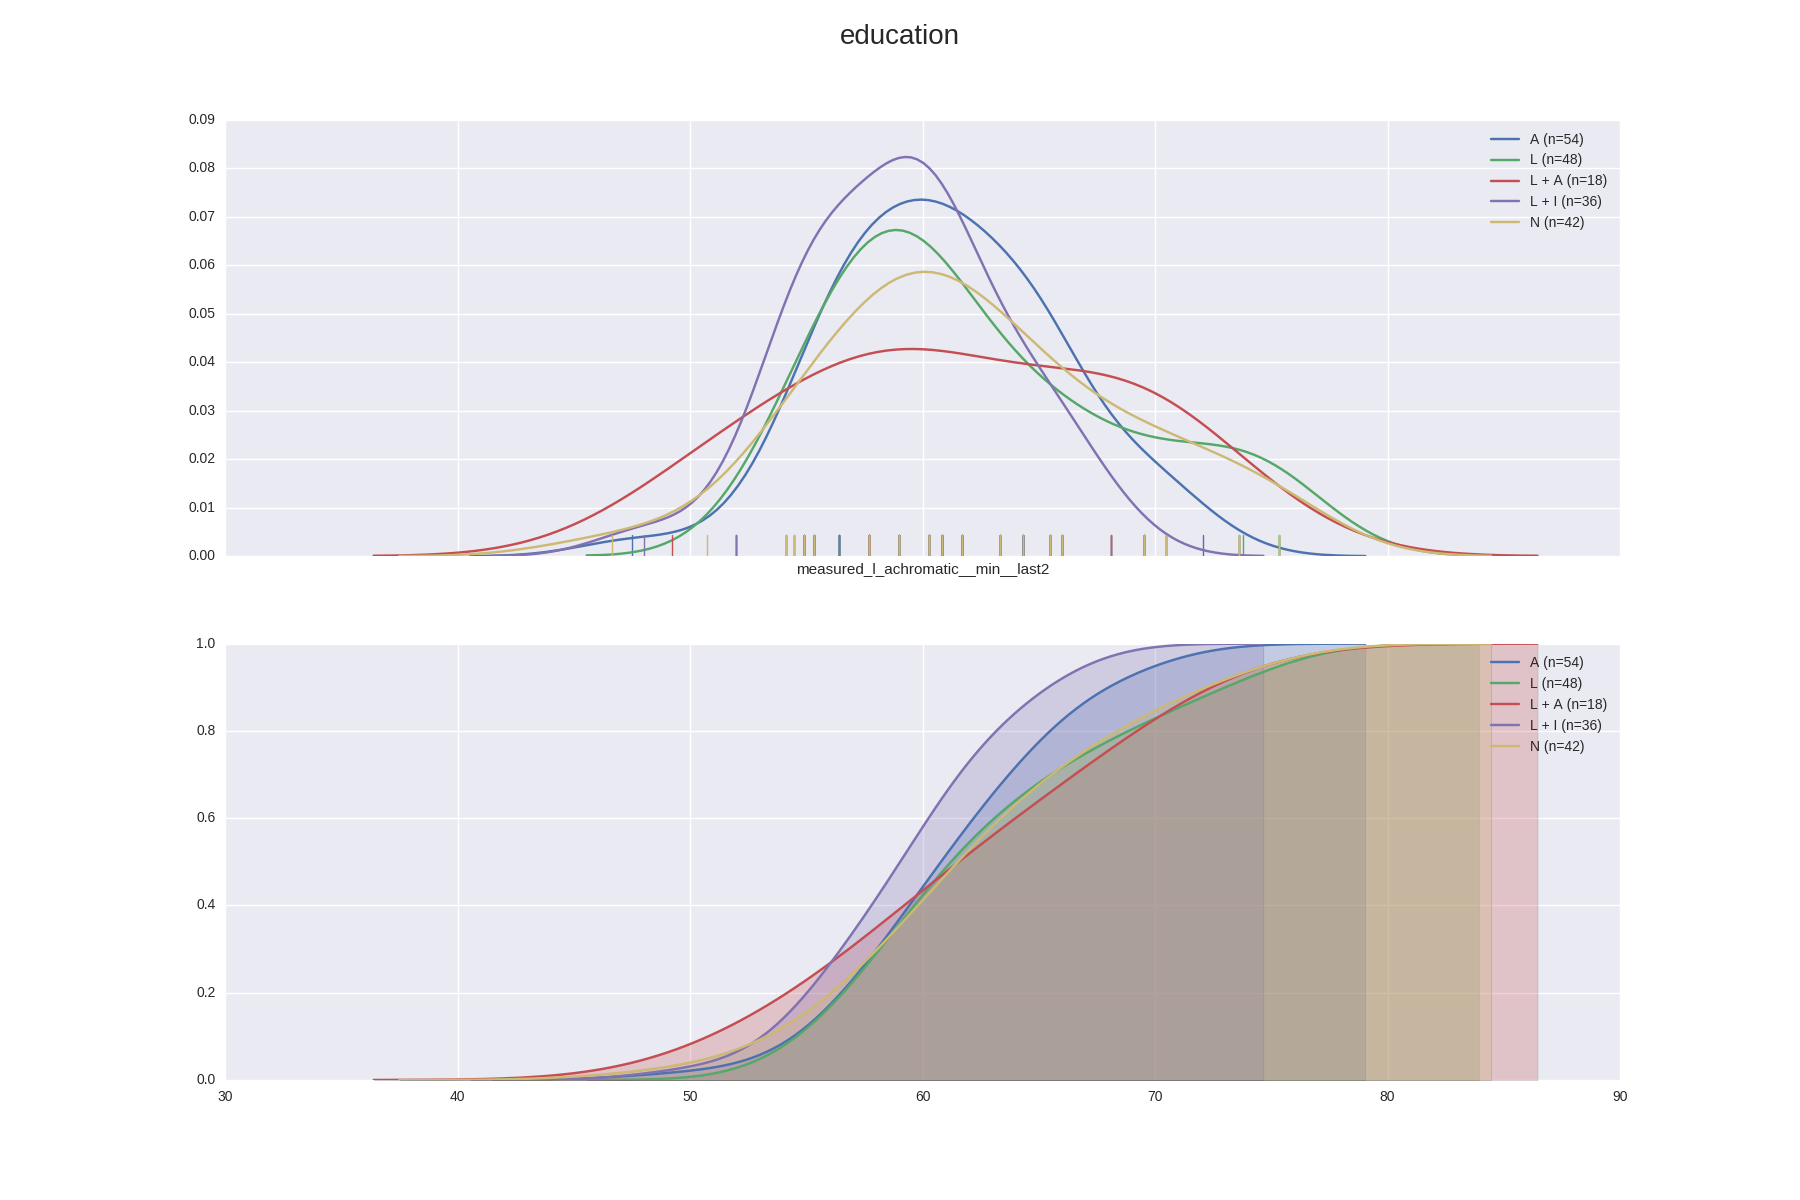 education
0.09
0.08
0.07
0.06
0.05
0.04
0.03
0.02
0.01
0.00
A (n=54)
L (n=48)
L + A (n=18)
L + I (n=36)
N (n=42)
measured_l_achromatic__min__last2
1.0
0.8
0.6
0.4
0.2
0.0
A (n=54)
L (n=48)
L + A (n=18)
L + I (n=36)
N (n=42)
30 40 50 60 70 80 90